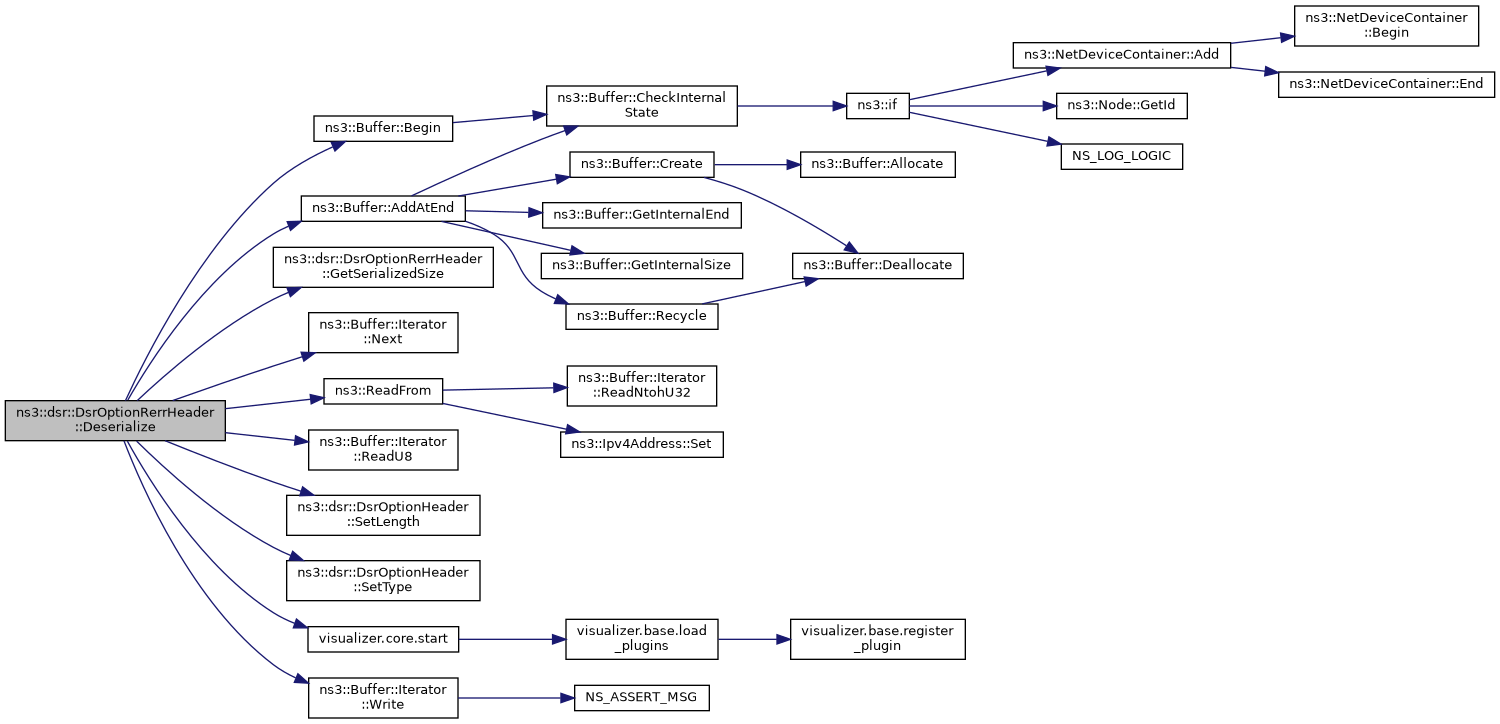 ns3::dsr::DsrOptionRerrHeader
::Deserialize
ns3::Buffer::Begin
ns3::Buffer::AddAtEnd
ns3::dsr::DsrOptionRerrHeader
::GetSerializedSize
ns3::Buffer::Iterator
::Next
ns3::ReadFrom
ns3::Buffer::Iterator
::ReadU8
ns3::dsr::DsrOptionHeader
::SetLength
ns3::dsr::DsrOptionHeader
::SetType
visualizer.core.start
ns3::Buffer::Iterator
::Write
ns3::Buffer::CheckInternal
State
ns3::Buffer::Create
ns3::Buffer::GetInternalEnd
ns3::Buffer::GetInternalSize
ns3::Buffer::Recycle
ns3::Buffer::Iterator
::ReadNtohU32
ns3::Ipv4Address::Set
visualizer.base.load
_plugins
NS_ASSERT_MSG
ns3::if
ns3::Buffer::Allocate
ns3::Buffer::Deallocate
visualizer.base.register
_plugin
ns3::NetDeviceContainer::Add
ns3::Node::GetId
NS_LOG_LOGIC
ns3::NetDeviceContainer
::Begin
ns3::NetDeviceContainer::End